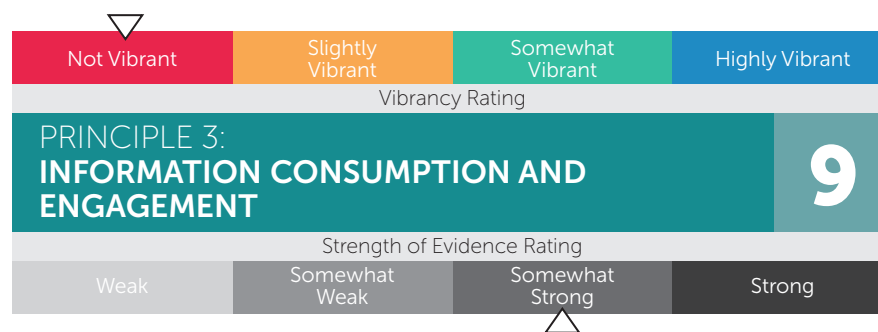 Not Vibrant
Slightly
Vibrant
Somewhat
Vibrant
Highly Vibrant
Vibrancy Rating
PRINCIPLE 3:
INFORMATION CONSUMPTION AND
ENGAGEMENT
9
Strength of Evidence Rating
Weak
Somewhat
Weak
Somewhat
Strong
Strong